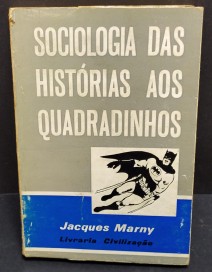 SOCIOLOGIA DAS
HISTÓRIAS AOS
QUADRADINHOS
Jacques Marny
Livraria Civilização